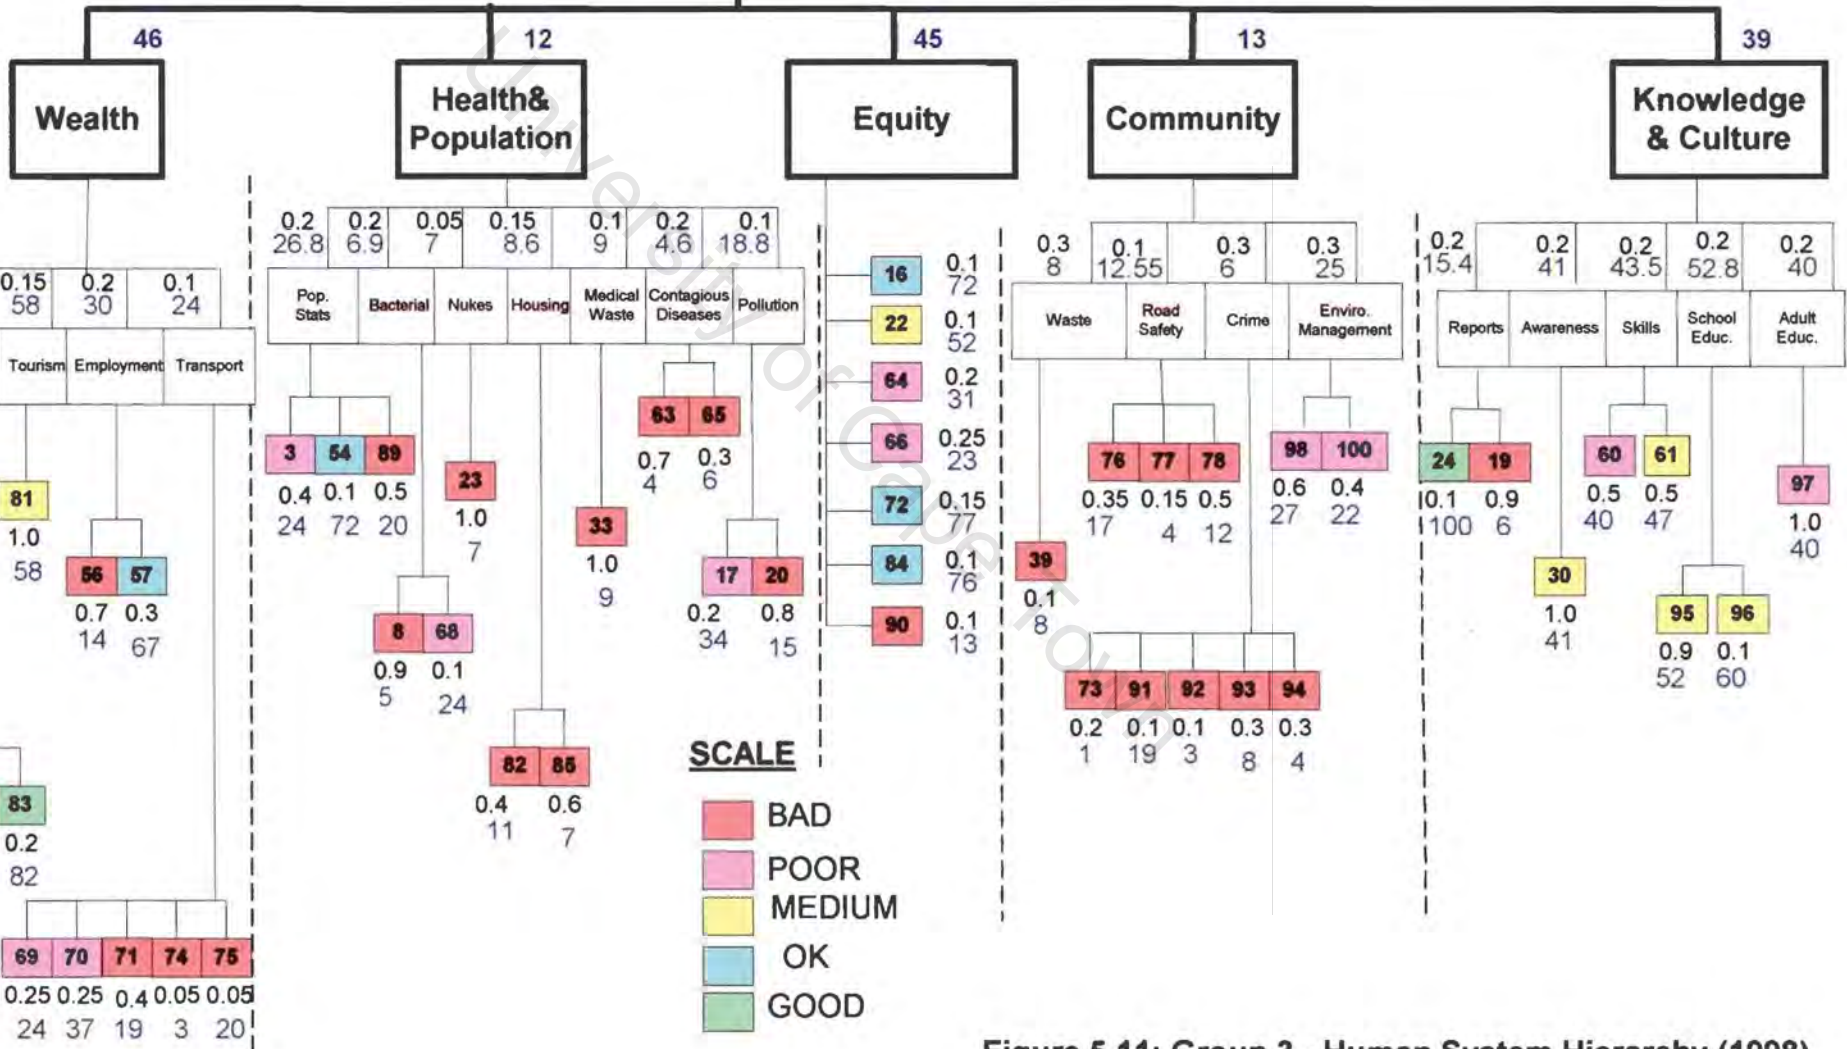 46 12 45 13 39
Wealth
Health&
Population
Equity
Community
Knowledge
& Culture
0.15 0.2 0.1
58 30 24
Tourism Employment Transport
81
1.0
58
56 57
0.7 0.3
14 67
83
0.2
82
69 70 71 74 75
0.25 0.25 0.4 0.05 0.05
24 37 19 3 20
0.2 0.2 0.05 0.15 0.1 0.2 0.1
26.8 6.9 7 8.6 9 4.6 18.8
Pop.
Stats
Bacterial
Nukes
Housing
Medical
Waste
Contagious
Diseases
Pollution
3 54 89
0.4 0.1 0.5
24 72 20
8 68
0.9 0.1
5 24
23
1.0
7
82 85
0.4 0.6
11 7
33
1.0
9
63 65
0.7 0.3
4 6
17 20
0.2 0.8
34 15
16 0.1
72
22 0.1
52
64 0.2
31
66 0.25
23
72 0.15
77
84 0.1
76
90 0.1
13
0.3 0.1 0.3 0.3
8 12.55 6 25
Waste
Road
Safety
Crime
Enviro.
Management
39
0.1
8
76 77 78
0.35 0.15 0.5
17 4 12
73 91 92 93 94
0.2 0.1 0.1 0.3 0.3
1 19 3 8 4
98 100
0.6 0.4
27 22
0.2 0.2 0.2 0.2 0.2
15.4 41 43.5 52.8 40
Reports
Awareness
Skills
School
Educ.
Adult
Educ.
24 19
0.1 0.9
100 6
30
1.0
41
60 61
0.5 0.5
40 47
95 96
0.9 0.1
52 60
97
1.0
40
SCALE
BAD
POOR
MEDIUM
OK
GOOD
University of Cape Town
Figure 5.11: Group 3 - Human System Hierarchy (1998)